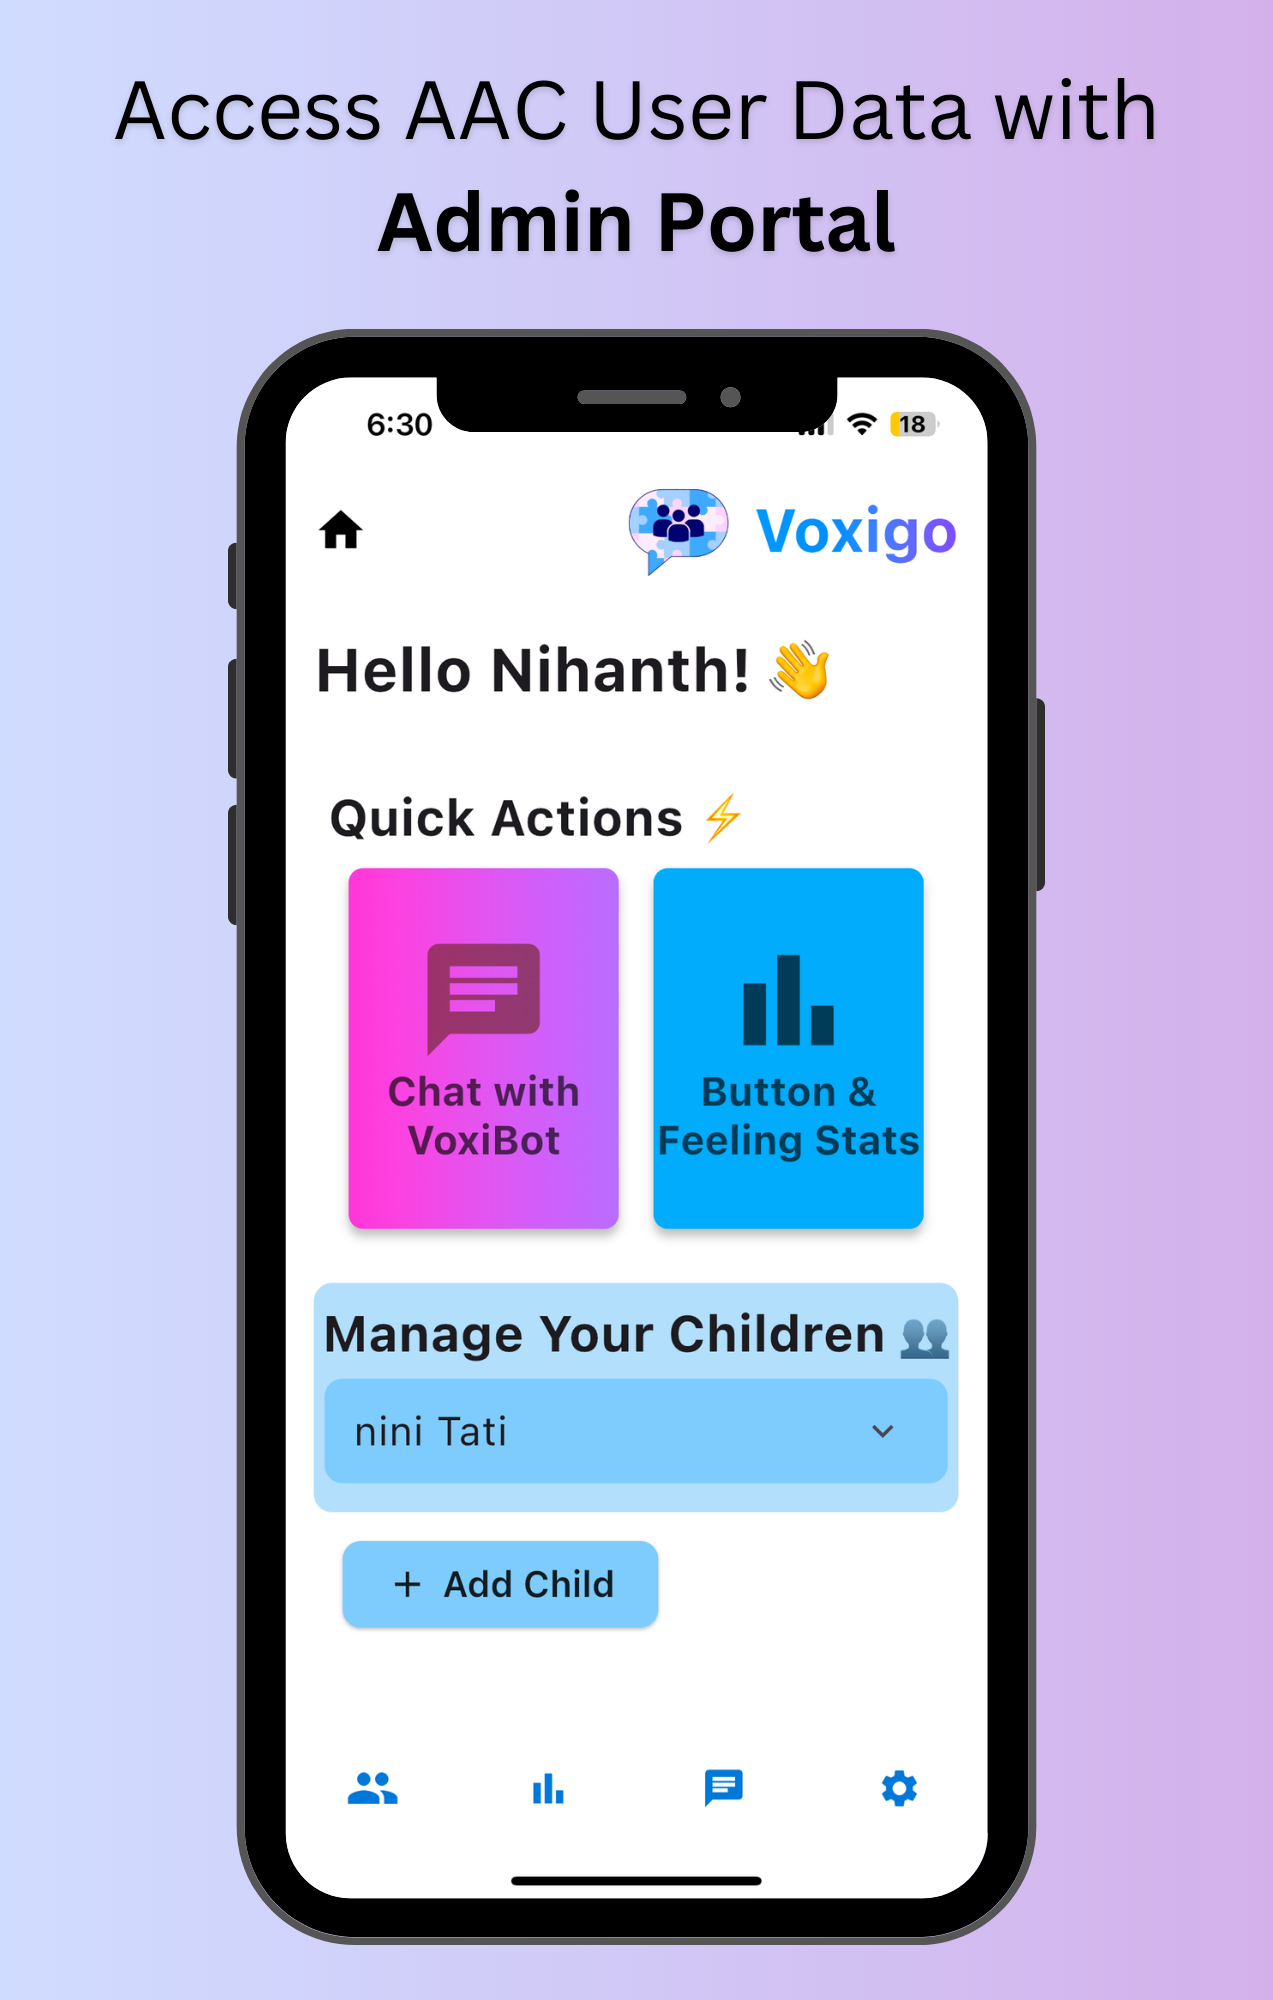 Access AAC User Data with
Admin Portal
6:30
18
Voxigo
Hello Nihanth! 👋
Quick Actions ⚡
Chat with
VoxiBot
Button &
Feeling Stats
Manage Your Children 👥
nini Tati
+ Add Child